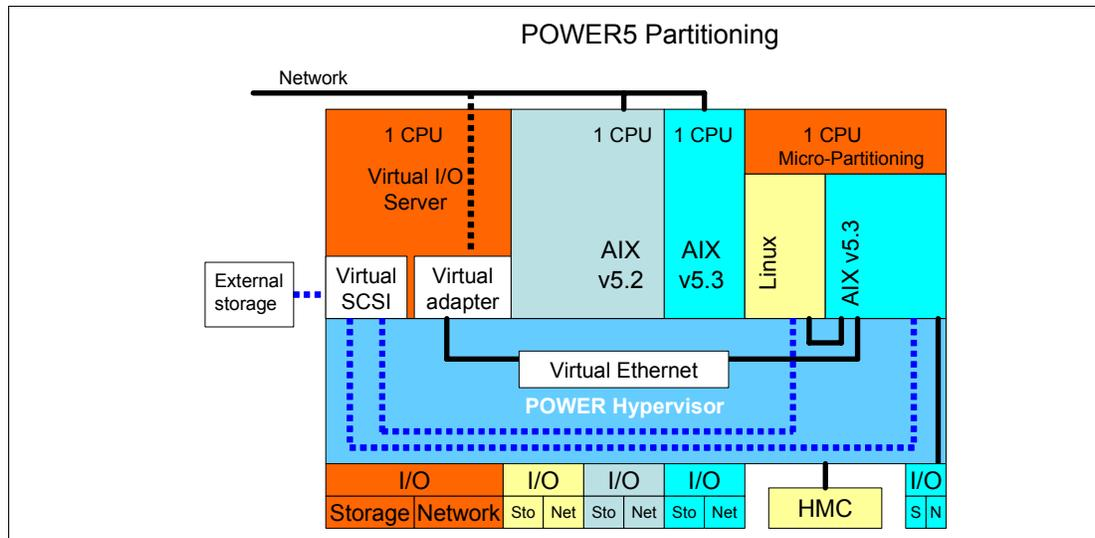 POWER5 Partitioning
Network
1 CPU
Virtual I/O
Server
1 CPU
1 CPU
1 CPU
Micro-Partitioning
AIX
v5.2
AIX
v5.3
Linux
AIX v5.3
External
storage
Virtual
SCSI
Virtual
adapter
Virtual Ethernet
POWER Hypervisor
I/O
Storage
Network
I/O
Sto
Net
I/O
Sto
Net
I/O
Sto
Net
HMC
I/O
S
N